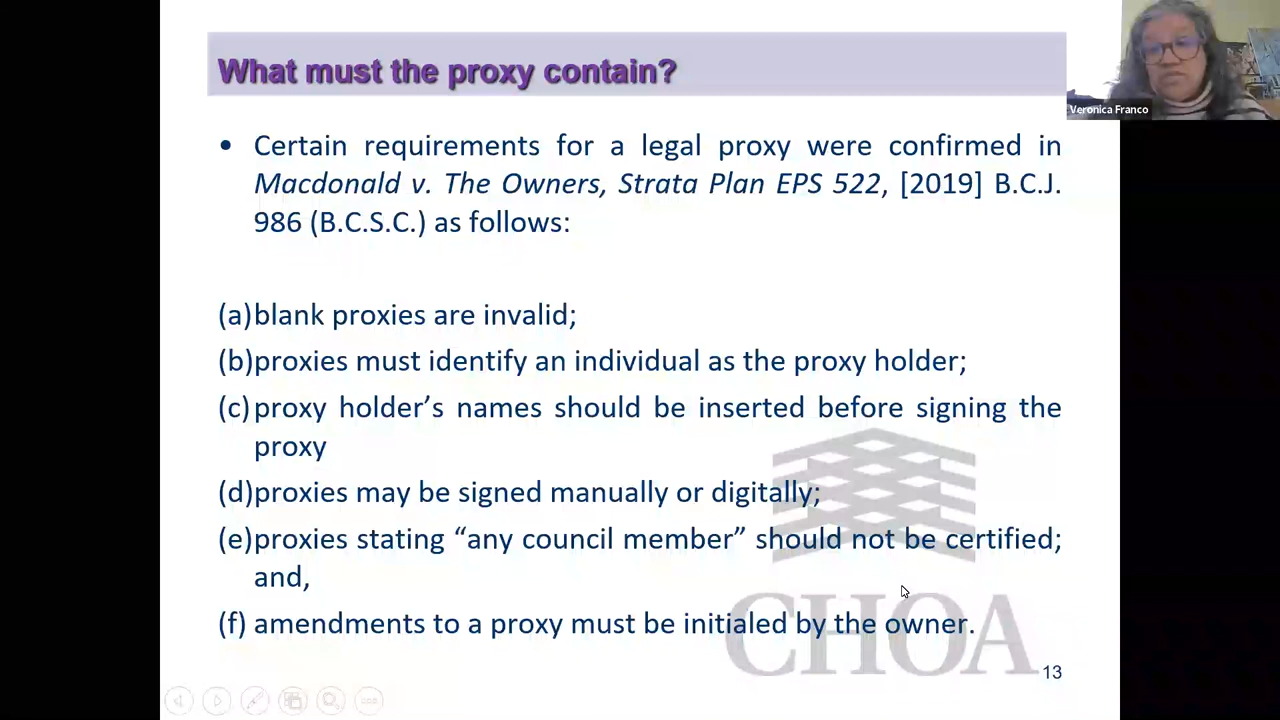 What must the proxy contain?
Veronica Franco
• Certain requirements for a legal proxy were confirmed in
Macdonald v. The Owners, Strata Plan EPS 522, [2019] B.C.J.
986 (B.C.S.C.) as follows:
(a) blank proxies are invalid;
(b) proxies must identify an individual as the proxy holder;
(c) proxy holder’s names should be inserted before signing the
proxy
(d) proxies may be signed manually or digitally;
(e) proxies stating “any council member” should not be certified;
and,
(f) amendments to a proxy must be initialed by the owner.
CHOA
13